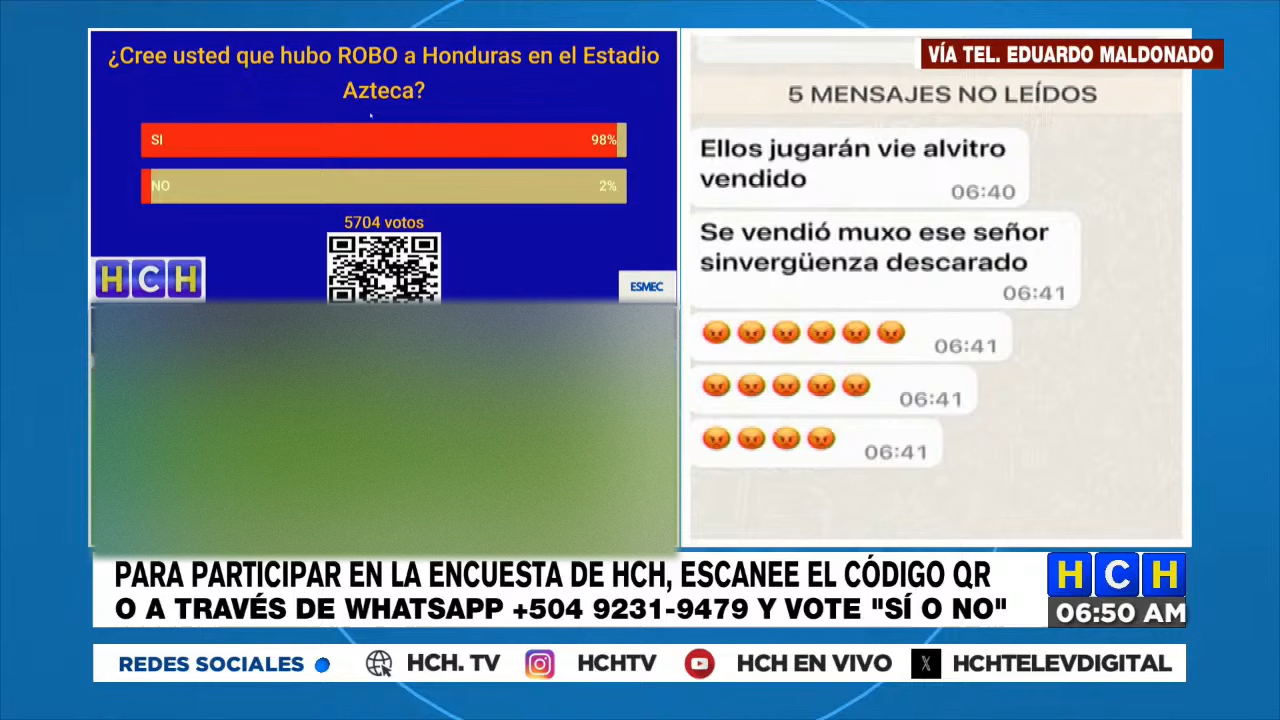 ¿Cree usted que hubo ROBO a Honduras en el Estadio
Azteca?
SI 98%
NO 2%
5704 votos
HCH
ESMEC
VÍA TEL. EDUARDO MALDONADO
5 MENSAJES NO LEÍDOS
Ellos jugarán vie alvitro
vendido
06:40
Se vendió muxo ese señor
sinvergüenza descarado
06:41
😡😡😡😡😡😡 06:41
😡😡😡😡😡 06:41
😡😡😡😡 06:41
PARA PARTICIPAR EN LA ENCUESTA DE HCH, ESCANEE EL CÓDIGO QR
O A TRAVÉS DE WHATSAPP +504 9231-9479 Y VOTE "SÍ O NO"
HCH
06:50 AM
REDES SOCIALES HCH. TV HCHTV HCH EN VIVO HCHTELEVDIGITAL